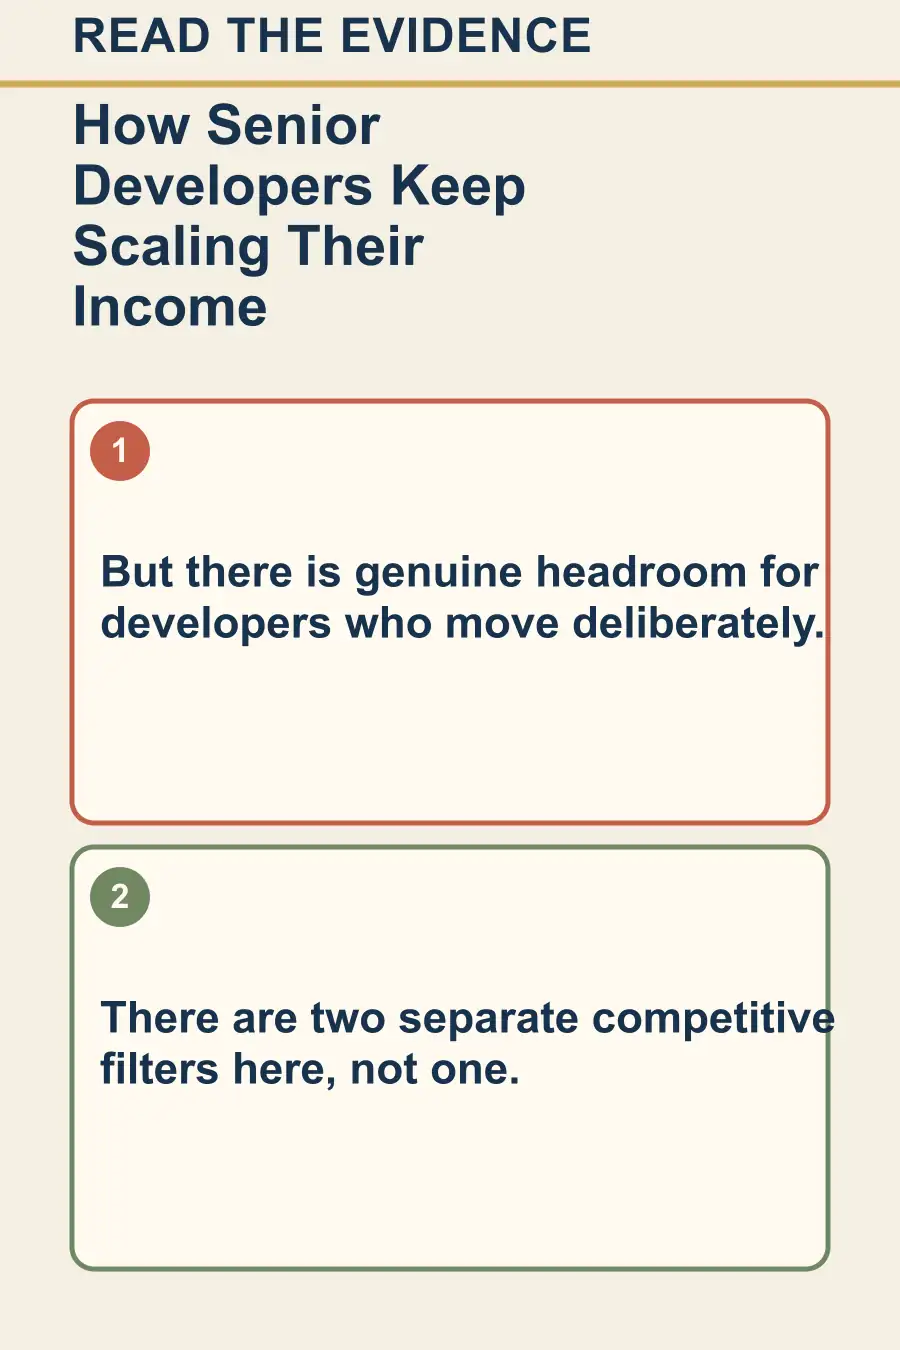 READ THE EVIDENCE
How Senior
Developers Keep
Scaling Their
Income
1
But there is genuine headroom for
developers who move deliberately.
2
There are two separate competitive
filters here, not one.